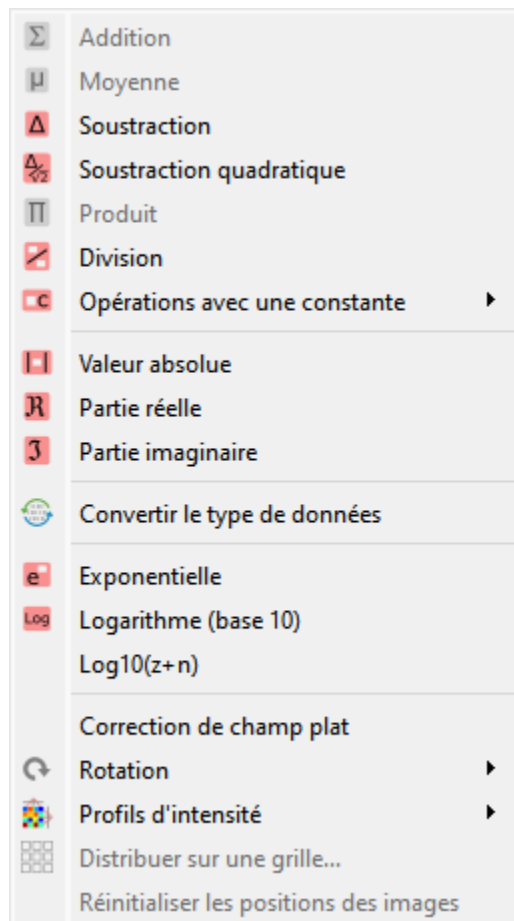 Σ Addition
μ Moyenne
Δ Soustraction
Δ/√2 Soustraction quadratique
Π Produit
Division
C Opérations avec une constante
Valeur absolue
ℜ Partie réelle
ℑ Partie imaginaire
Convertir le type de données
e Exponentielle
Log Logarithme (base 10)
Log10(z+n)
Correction de champ plat
Rotation
Profils d'intensité
Distribuer sur une grille...
Réinitialiser les positions des images